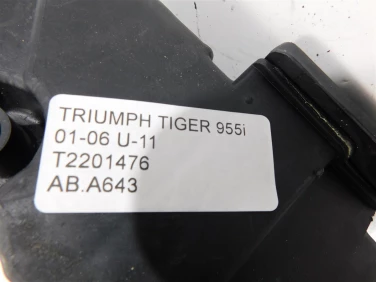 TRIUMPH TIGER 955i
01-06 U-11
T2201476
AB.A643